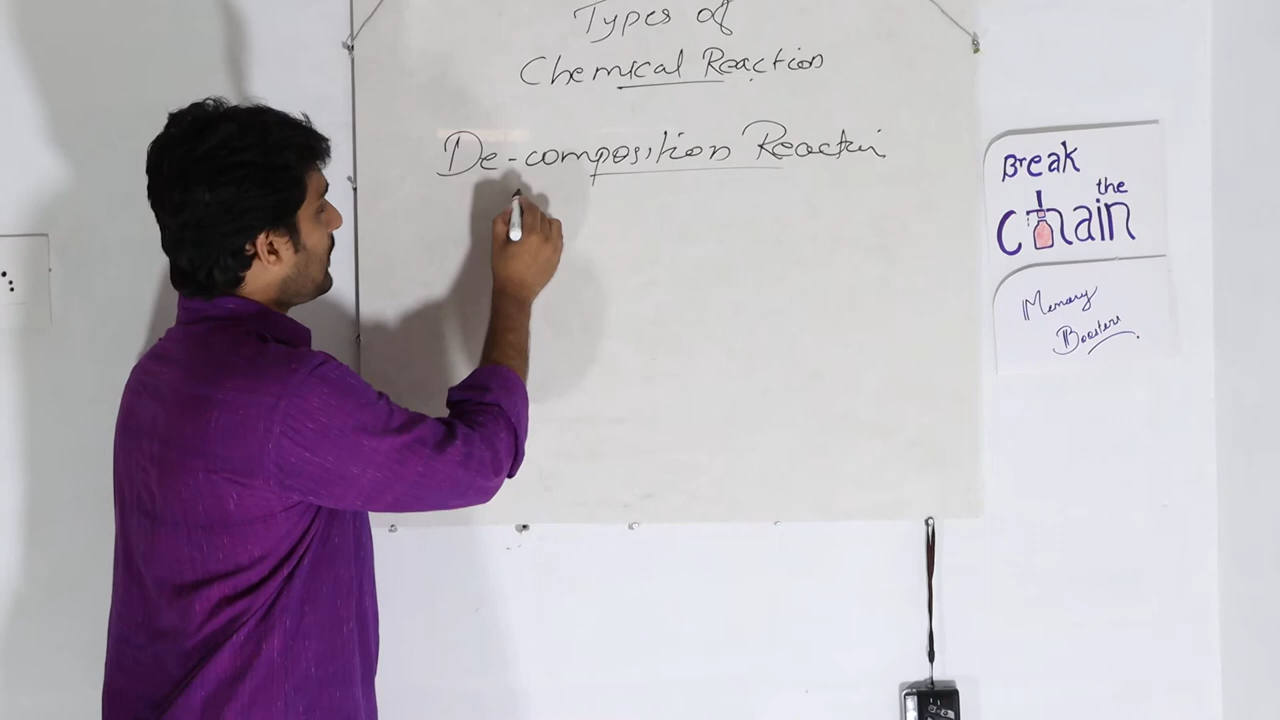 Types of
Chemical Reaction
De-composition Reaction
Break
the
Chain
Memory
Boosters